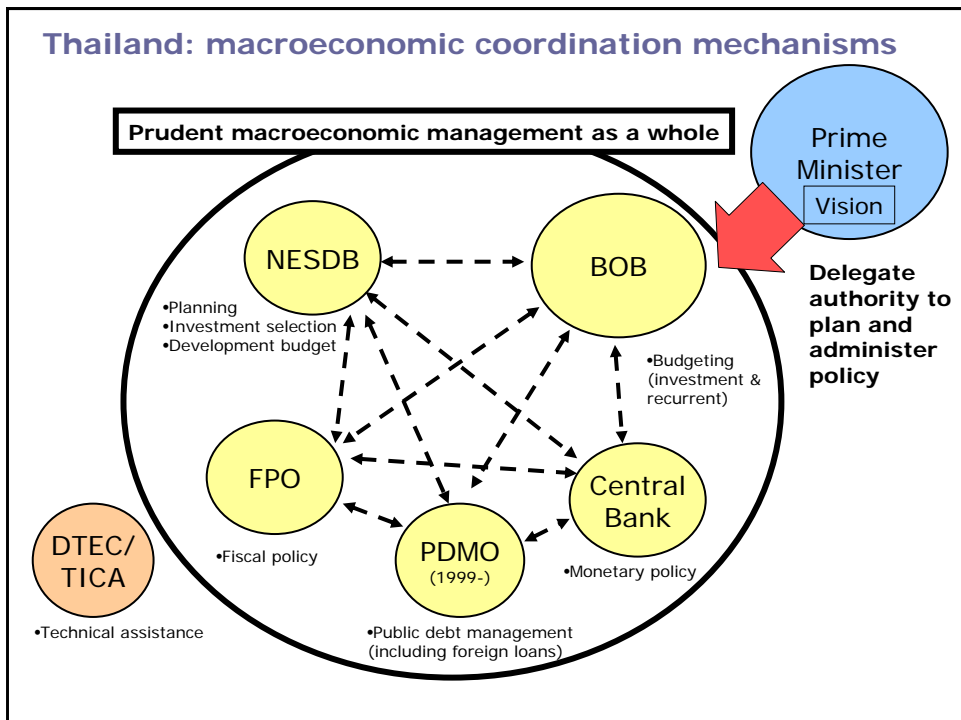 Thailand: macroeconomic coordination mechanisms
Prudent macroeconomic management as a whole
Prime
Minister
Vision
NESDB
BOB
•Planning
•Investment selection
•Development budget
Delegate
authority to
plan and
administer
policy
•Budgeting
(investment &
recurrent)
FPO
Central
Bank
DTEC/
TICA
•Fiscal policy
PDMO
(1999-)
•Monetary policy
•Technical assistance
•Public debt management
(including foreign loans)